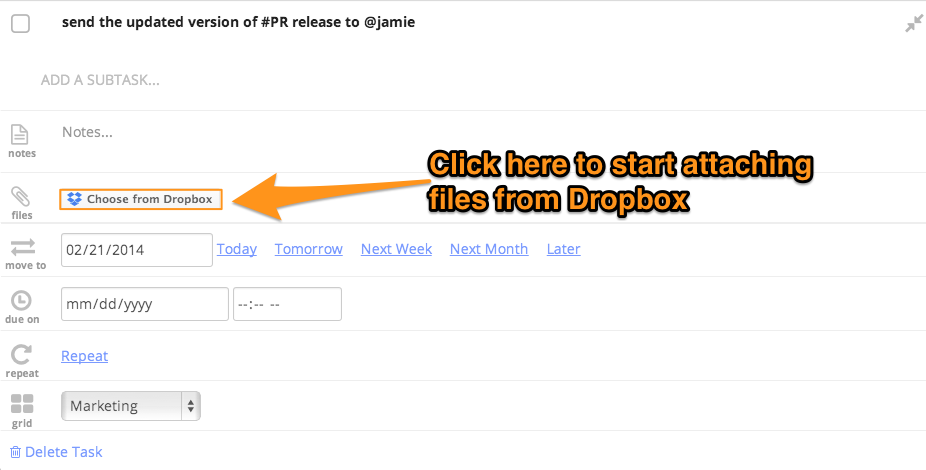 send the updated version of #PR release to @jamie
ADD A SUBTASK...
notes
Notes...
files
Choose from Dropbox
Click here to start attaching
files from Dropbox
move to
02/21/2014 Today Tomorrow Next Week Next Month Later
due on
mm/dd/yyyy --:-- --
repeat
Repeat
grid
Marketing
Delete Task